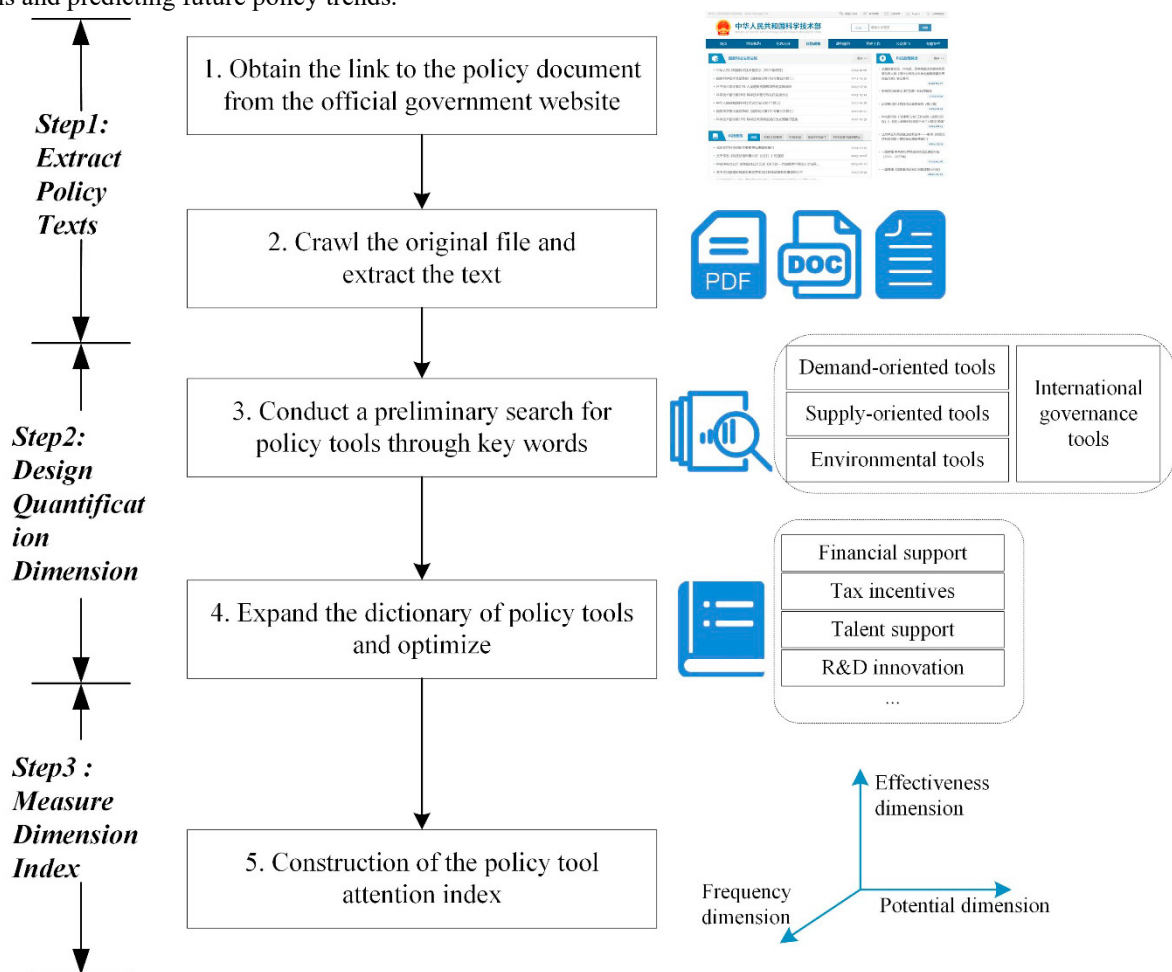 s and predicting future policy trends.
Step1:
Extract
Policy
Texts
1. Obtain the link to the policy document
from the official government website
中华人民共和国科学技术部
2. Crawl the original file and
extract the text
PDF
DOC
Step2:
Design
Quantificat
ion
Dimension
3. Conduct a preliminary search for
policy tools through key words
Demand-oriented tools
Supply-oriented tools
Environmental tools
International
governance
tools
4. Expand the dictionary of policy tools
and optimize
Financial support
Tax incentives
Talent support
R&D innovation
...
Step3 :
Measure
Dimension
Index
5. Construction of the policy tool
attention index
Effectiveness
dimension
Frequency
dimension
Potential dimension